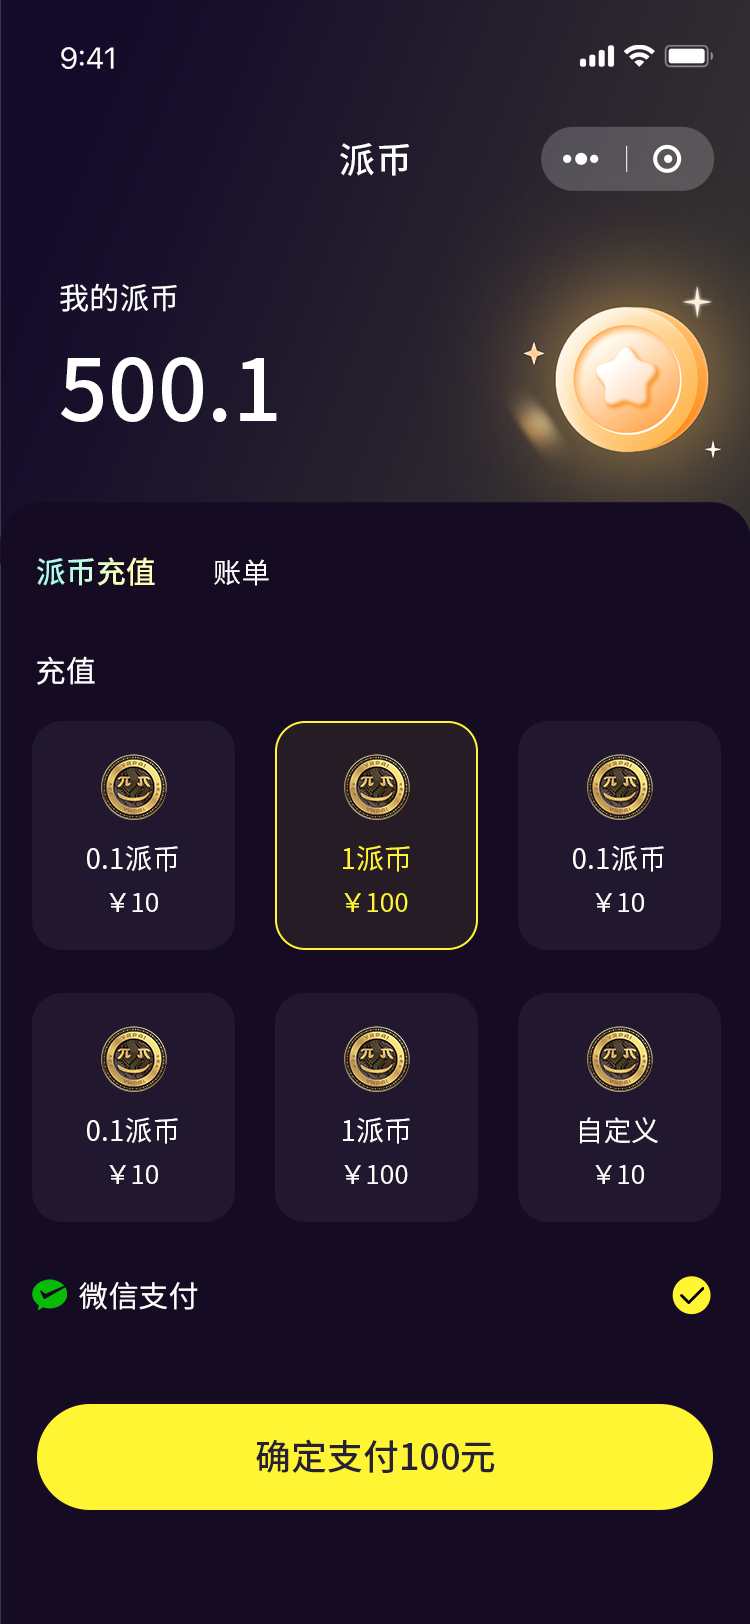 9:41
派币
我的派币
500.1
派币充值
账单
充值
0.1派币
￥10
1派币
￥100
0.1派币
￥10
0.1派币
￥10
1派币
￥100
自定义
￥10
微信支付
确定支付100元